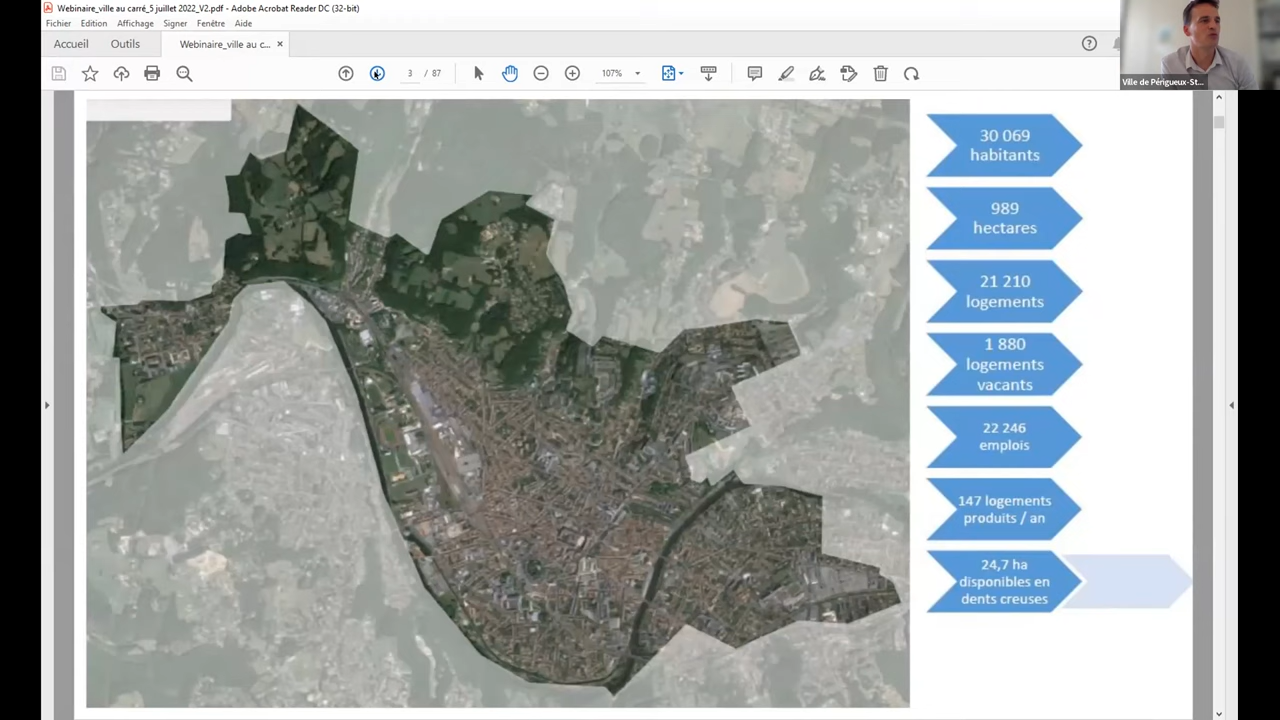 Webinaire_ville au carré_5 juillet 2022_V2.pdf - Adobe Acrobat Reader DC (32-bit)
Fichier Edition Affichage Signer Fenêtre Aide
Accueil Outils Webinaire_ville au c... ×
3 / 87 107%
Ville de Périgueux-St...
30 069
habitants
989
hectares
21 210
logements
1 880
logements
vacants
22 246
emplois
147 logements
produits / an
24,7 ha
disponibles en
dents creuses